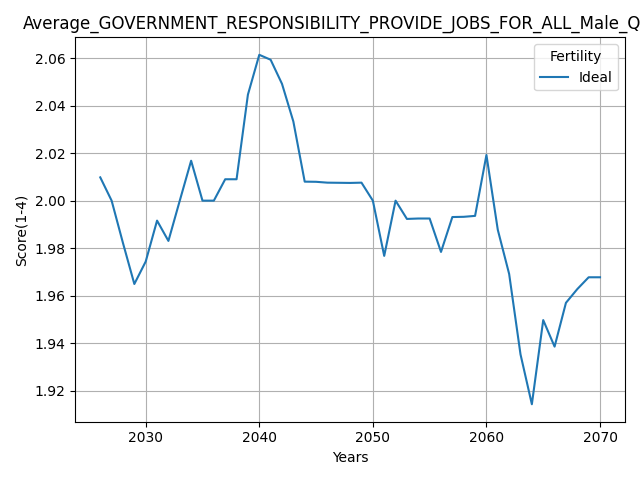 Average_GOVERNMENT_RESPONSIBILITY_PROVIDE_JOBS_FOR_ALL_Male_Q
Fertility
Ideal
2.06
2.04
2.02
2.00
1.98
1.96
1.94
1.92
Score(1-4)
2030 2040 2050 2060 2070
Years